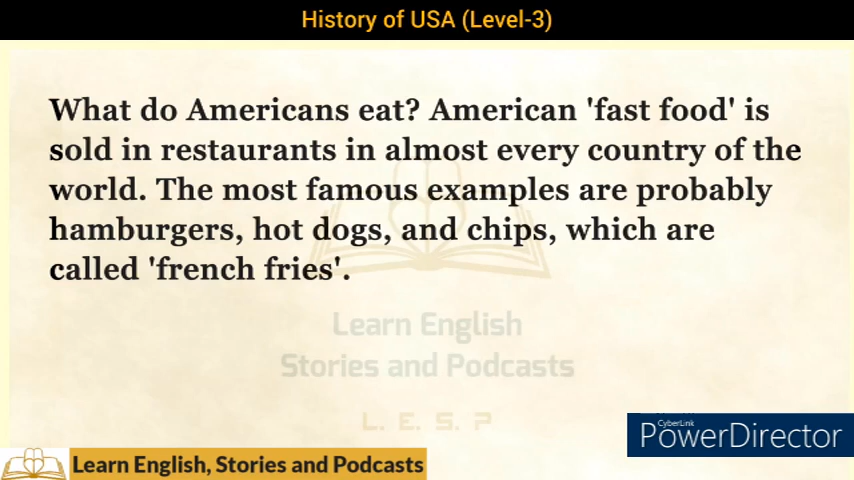 History of USA (Level-3)
What do Americans eat? American 'fast food' is
sold in restaurants in almost every country of the
world. The most famous examples are probably
hamburgers, hot dogs, and chips, which are
called 'french fries'.
Learn English
Stories and Podcasts
L. E. S. P
CyberLink
PowerDirector
Learn English, Stories and Podcasts